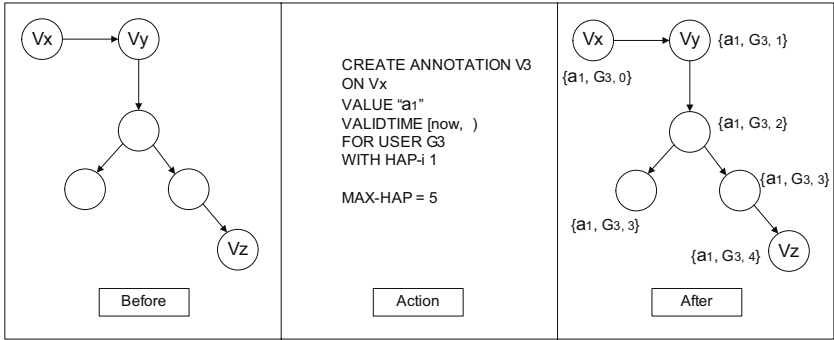 Vx
Vy
Vz
Before
CREATE ANNOTATION V3
ON Vx
VALUE “a1”
VALIDTIME [now, )
FOR USER G3
WITH HAP-i 1
MAX-HAP = 5
Action
Vx
Vy
{a1, G3, 1}
{a1, G3, 0}
{a1, G3, 2}
{a1, G3, 3}
{a1, G3, 3}
Vz
{a1, G3, 4}
After